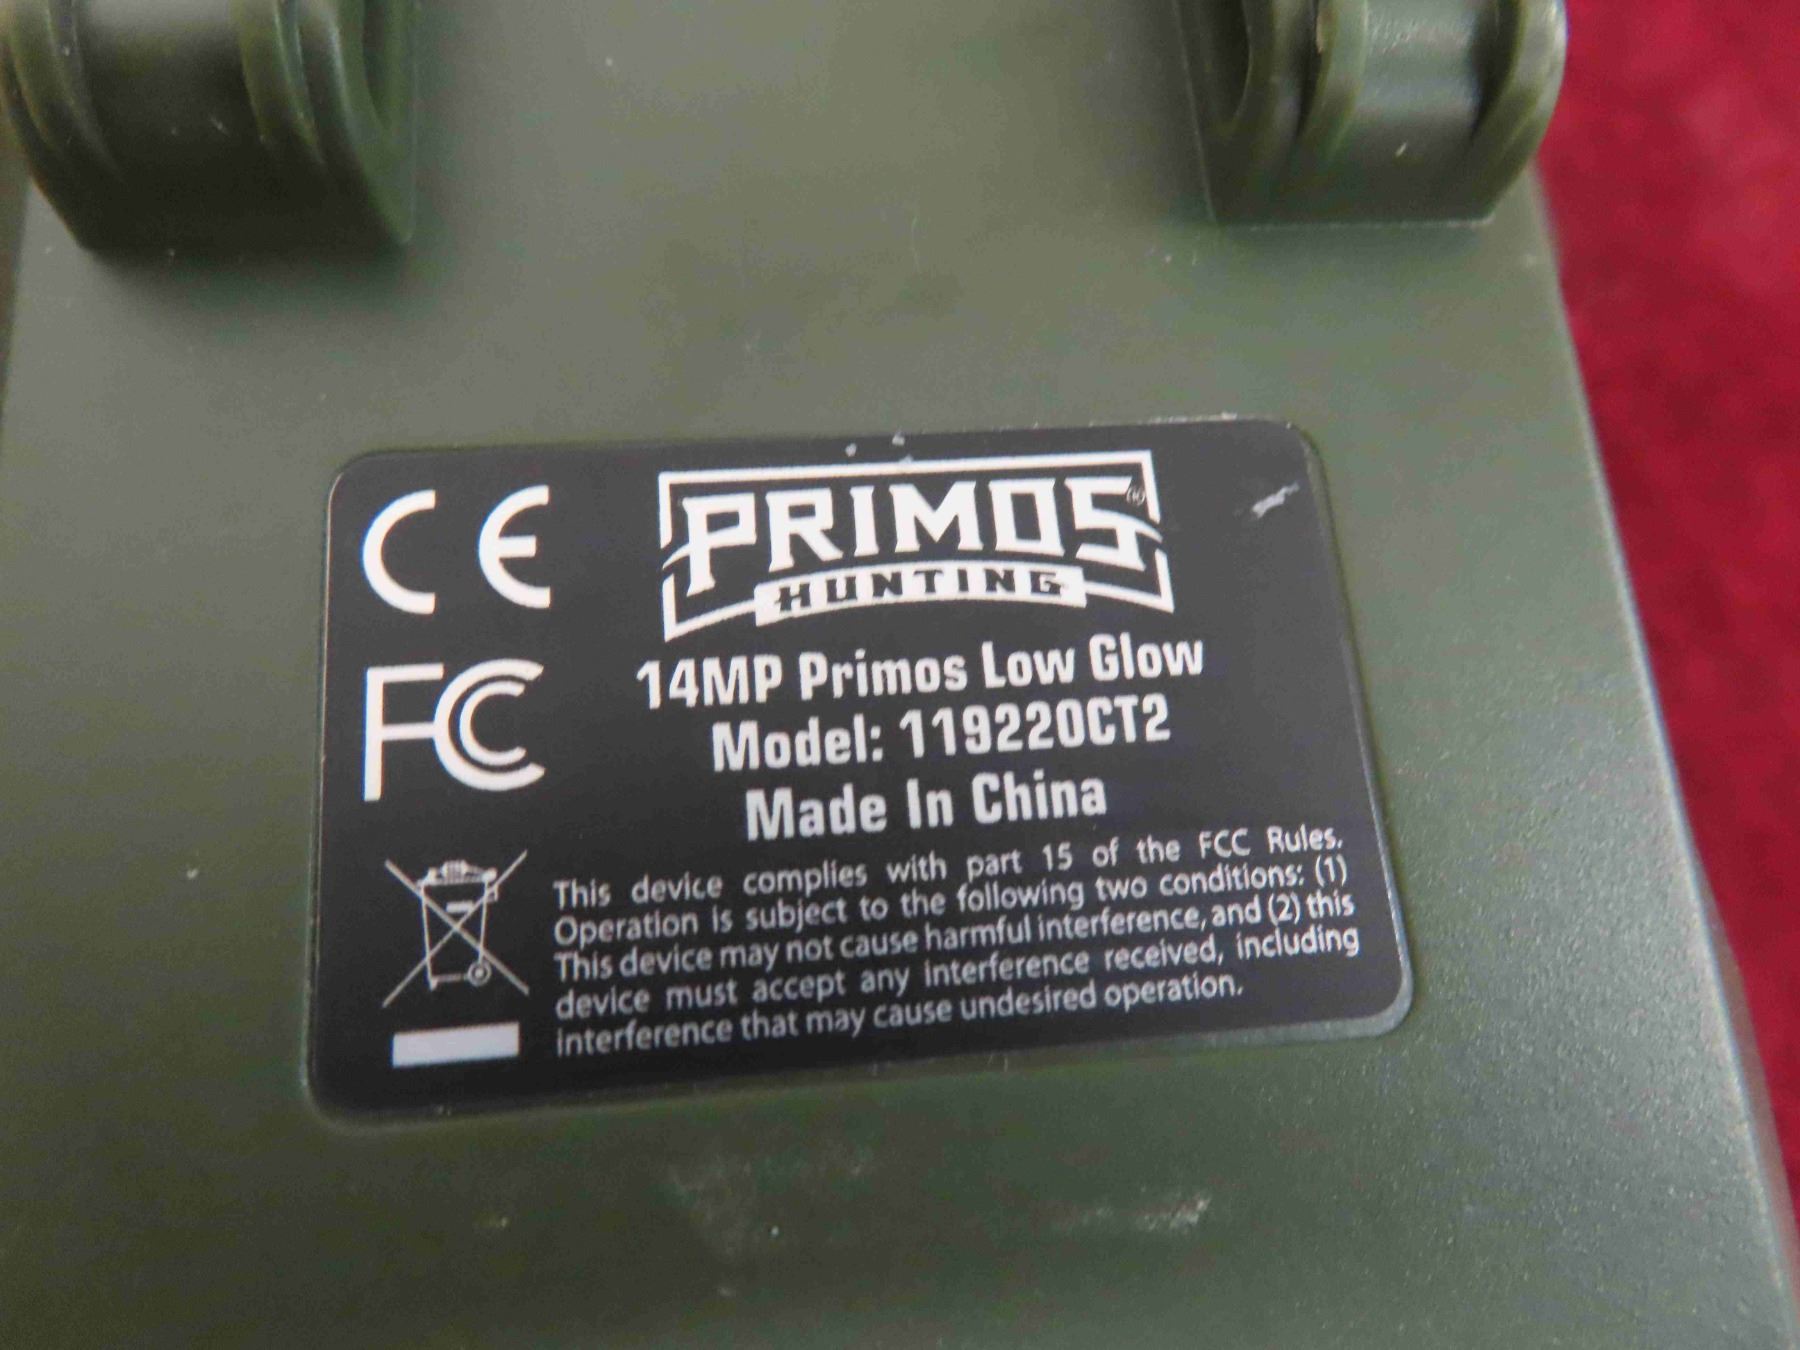 CE
PRIMOS®
HUNTING
FCC
14MP Primos Low Glow
Model: 119220CT2
Made In China
This device complies with part 15 of the FCC Rules.
Operation is subject to the following two conditions: (1)
This device may not cause harmful interference, and (2) this
device must accept any interference received, including
interference that may cause undesired operation.